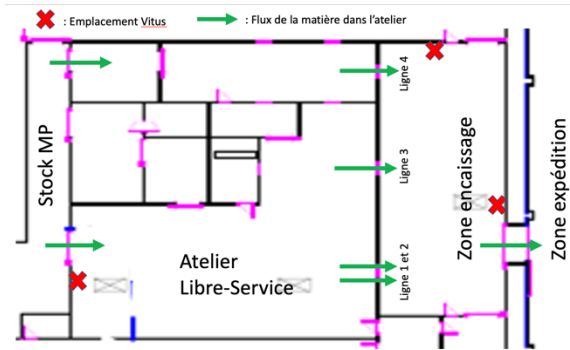 : Emplacement Vitus
: Flux de la matière dans l'atelier
Stock MP
Ligne 4
Ligne 3
Ligne 1 et 2
Atelier
Libre-Service
Zone encaissage
Zone expédition